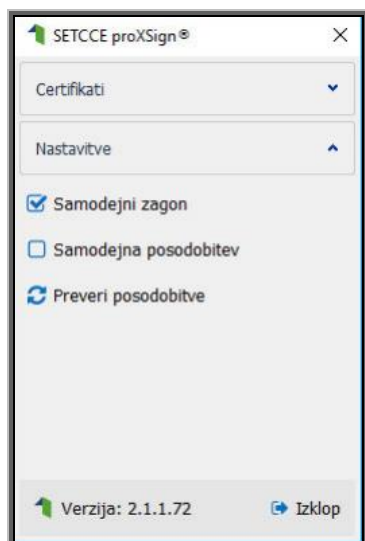 SETCCE proXSign®
Certifikati
Nastavitve
Samodejni zagon
Samodejna posodobitev
Preveri posodobitve
Verzija: 2.1.1.72 Izklop